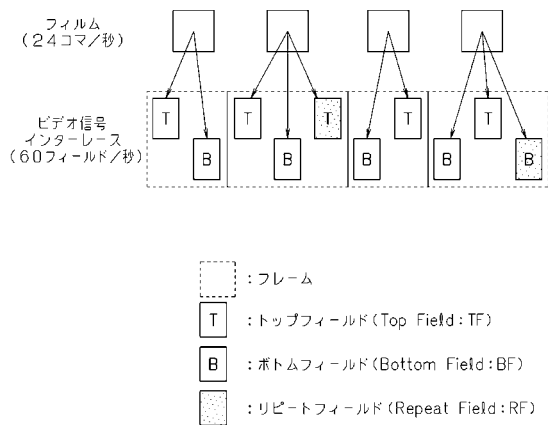 フィルム
(24コマ/秒)
ビデオ信号
インターレース
(60フィールド/秒)
T T T T T
B B B B B
:フレーム
T :トップフィールド(Top Field:TF)
B :ボトムフィールド(Bottom Field:BF)
:リピートフィールド(Repeat Field:RF)